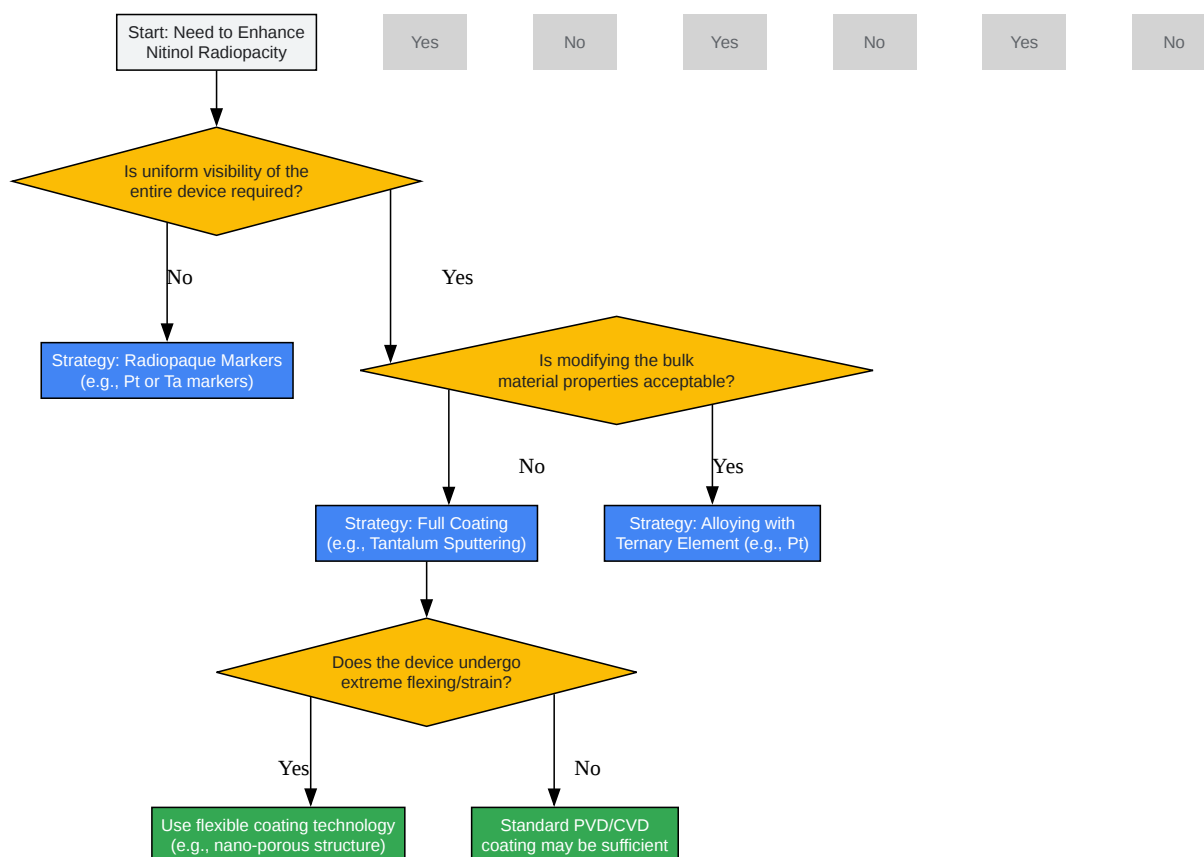 Start: Need to Enhance
Nitinol Radiopacity
Yes
No
Yes
No
Yes
No
Is uniform visibility of the
entire device required?
No
Yes
Strategy: Radiopaque Markers
(e.g., Pt or Ta markers)
Is modifying the bulk
material properties acceptable?
No
Yes
Strategy: Full Coating
(e.g., Tantalum Sputtering)
Strategy: Alloying with
Ternary Element (e.g., Pt)
Does the device undergo
extreme flexing/strain?
Yes
No
Use flexible coating technology
(e.g., nano-porous structure)
Standard PVD/CVD
coating may be sufficient